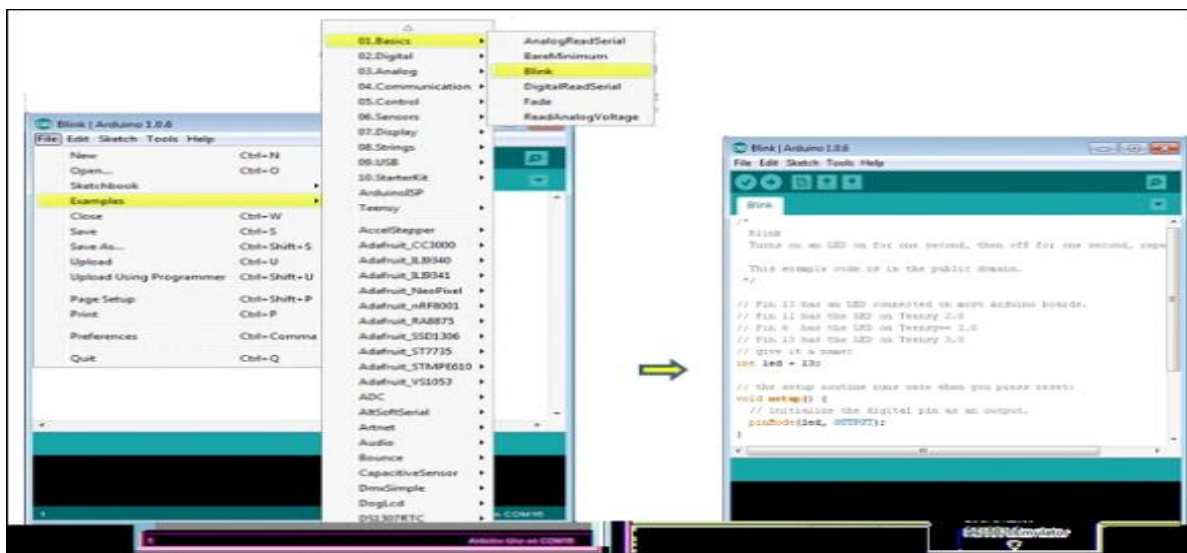 01.Basics
02.Digital
03.Analog
04.Communication
05.Control
06.Sensors
07.Display
08.Strings
09.USB
10.StarterKit
ArduinoISP
Teensy
AccelStepper
Adafruit_CC3000
Adafruit_ILI9340
Adafruit_ILI9341
Adafruit_NeoPixel
Adafruit_nRF8001
Adafruit_RA8875
Adafruit_SSD1306
Adafruit_ST7735
Adafruit_STMPE610
Adafruit_VS1053
ADC
AltSoftSerial
Artnet
Audio
Bounce
CapacitiveSensor
DmxSimple
DogLcd
DS1307RTC
AnalogReadSerial
BareMinimum
Blink
DigitalReadSerial
Fade
ReadAnalogVoltage
Blink | Arduino 1.0.6
File Edit Sketch Tools Help
New Ctrl+N
Open... Ctrl+O
Sketchbook
Examples
Close Ctrl+W
Save Ctrl+S
Save As... Ctrl+Shift+S
Upload Ctrl+U
Upload Using Programmer Ctrl+Shift+U
Page Setup Ctrl+Shift+P
Print Ctrl+P
Preferences Ctrl+Comma
Quit Ctrl+Q
1
COM16
Arduino Uno on COM16
Blink | Arduino 1.0.6
File Edit Sketch Tools Help
Blink
/*
Blink
Turns on an LED on for one second, then off for one second, repe
This example code is in the public domain.
*/
// Pin 13 has an LED connected on most Arduino boards.
// Pin 11 has the LED on Teensy 2.0
// Pin 6 has the LED on Teensy++ 2.0
// Pin 13 has the LED on Teensy 3.0
// give it a name:
int led = 13;
// the setup routine runs once when you press reset:
void setup() {
// initialize the digital pin as an output.
pinMode(led, OUTPUT);
}
Emulator